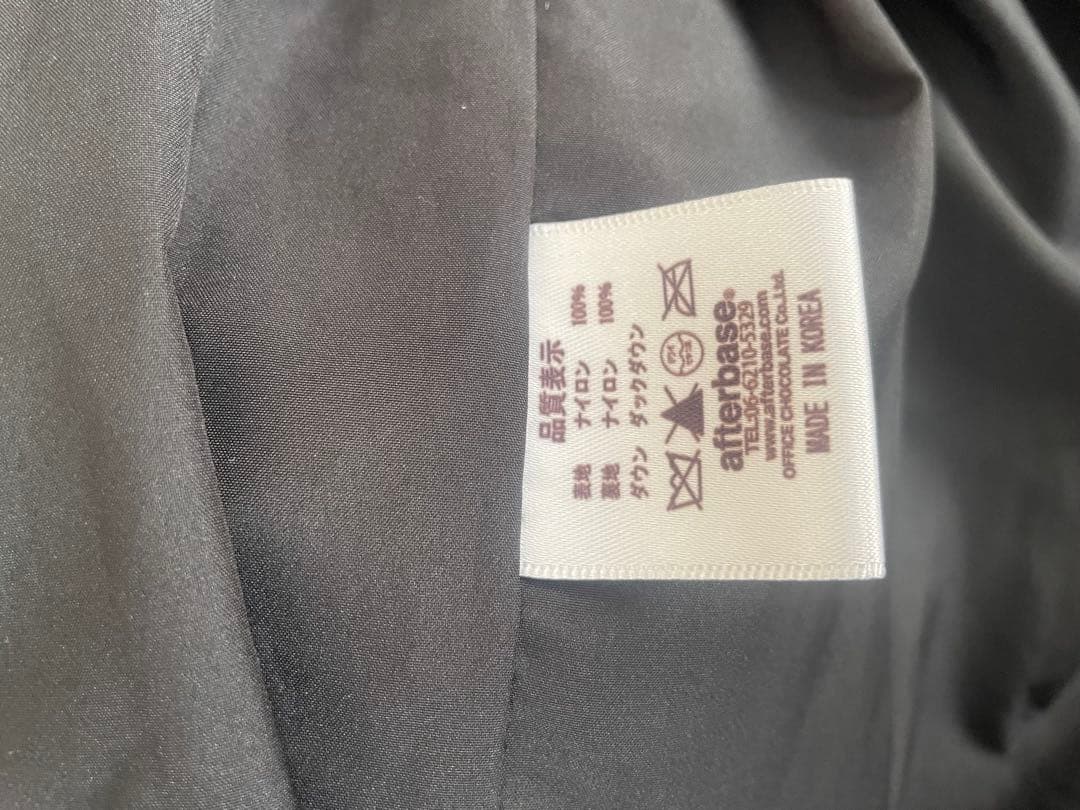 品質表示
表地 ナイロン 100%
裏地 ナイロン 100%
ダウン ダックダウン
afterbase®
TEL:06-6210-5329
www.afterbase.com
OFFICE CHOCOLATE Co.,Ltd.
MADE IN KOREA